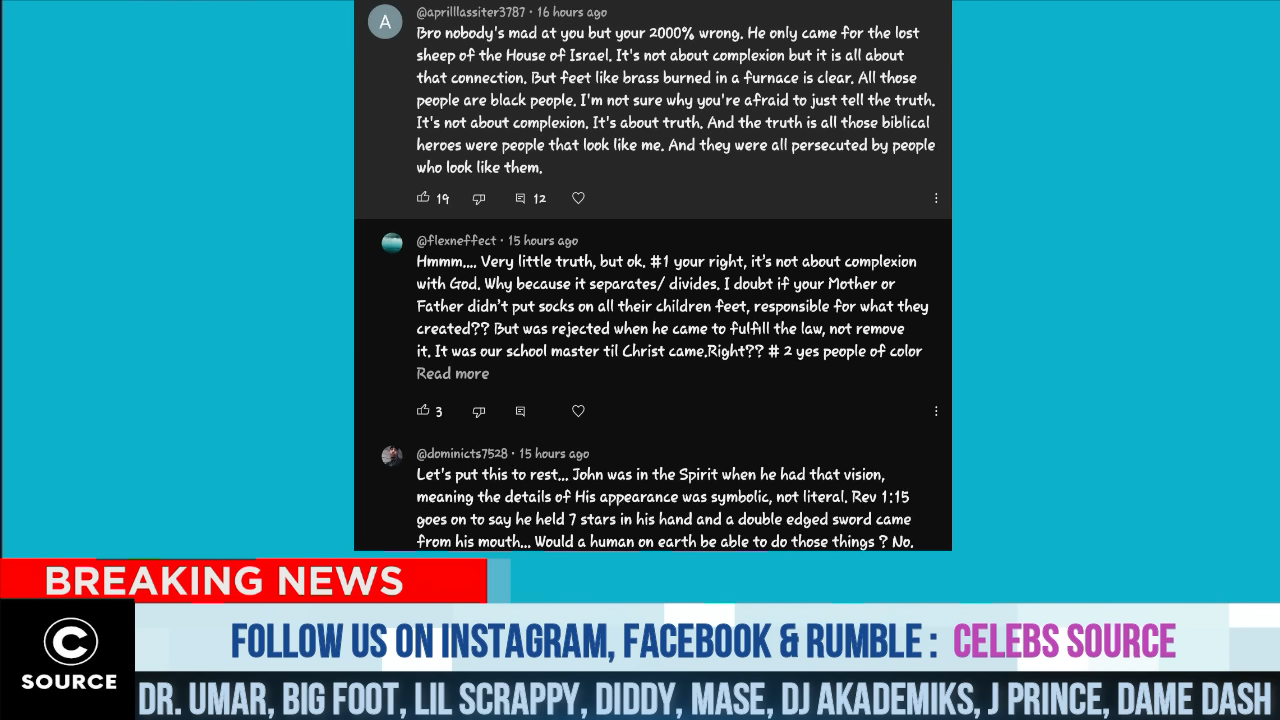 A
@aprilllassiter3787 · 16 hours ago
Bro nobody's mad at you but your 2000% wrong. He only came for the lost
sheep of the House of Israel. It's not about complexion but it is all about
that connection. But feet like brass burned in a furnace is clear. All those
people are black people. I'm not sure why you're afraid to just tell the truth.
It's not about complexion. It's about truth. And the truth is all those biblical
heroes were people that look like me. And they were all persecuted by people
who look like them.
19 12
@flexneffect · 15 hours ago
Hmmm.... Very little truth, but ok. #1 your right, it's not about complexion
with God. Why because it separates/ divides. I doubt if your Mother or
Father didn't put socks on all their children feet, responsible for what they
created?? But was rejected when he came to fulfill the law, not remove
it. It was our school master til Christ came.Right?? # 2 yes people of color
Read more
3
@dominicts7528 · 15 hours ago
Let's put this to rest... John was in the Spirit when he had that vision,
meaning the details of His appearance was symbolic, not literal. Rev 1:15
goes on to say he held 7 stars in his hand and a double edged sword came
from his mouth... Would a human on earth be able to do those things ? No.
BREAKING NEWS
C
SOURCE
FOLLOW US ON INSTAGRAM, FACEBOOK & RUMBLE : CELEBS SOURCE
DR. UMAR, BIG FOOT, LIL SCRAPPY, DIDDY, MASE, DJ AKADEMIKS, J PRINCE, DAME DASH